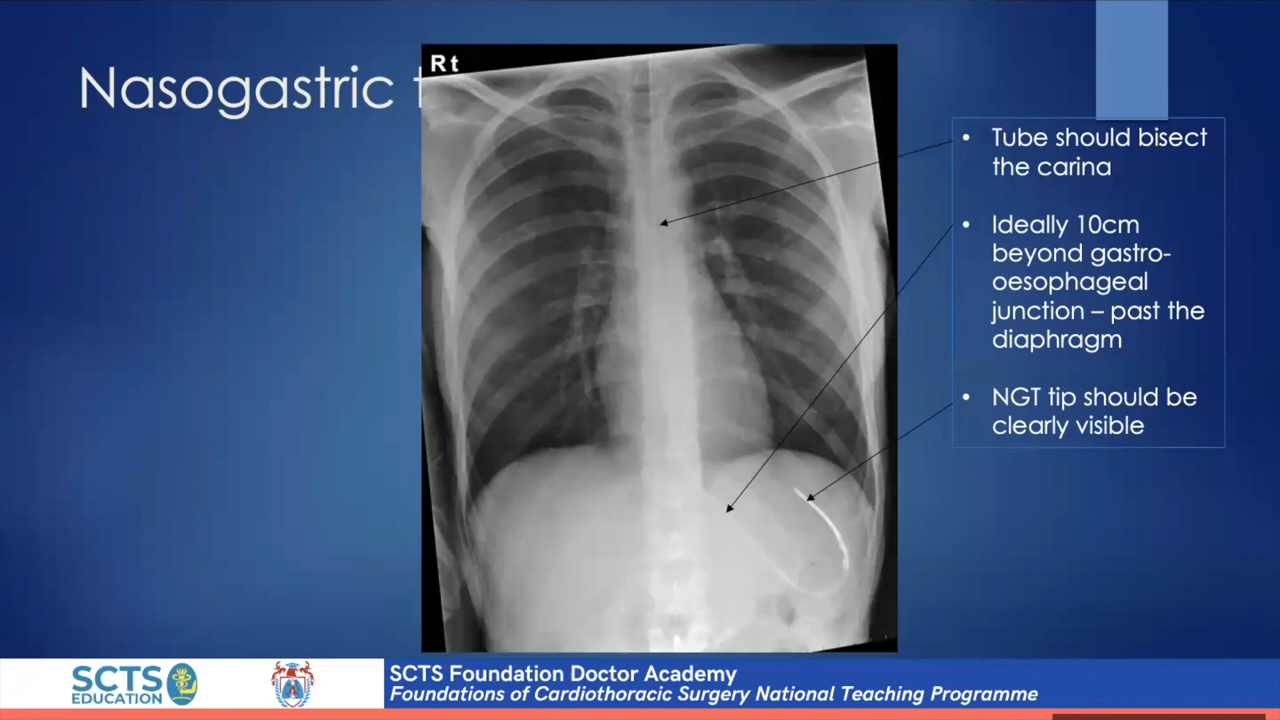 Nasogastric
Rt
• Tube should bisect
the carina
• Ideally 10cm
beyond gastro-
oesophageal
junction – past the
diaphragm
• NGT tip should be
clearly visible
SCTS
EDUCATION
SCTS Foundation Doctor Academy
Foundations of Cardiothoracic Surgery National Teaching Programme